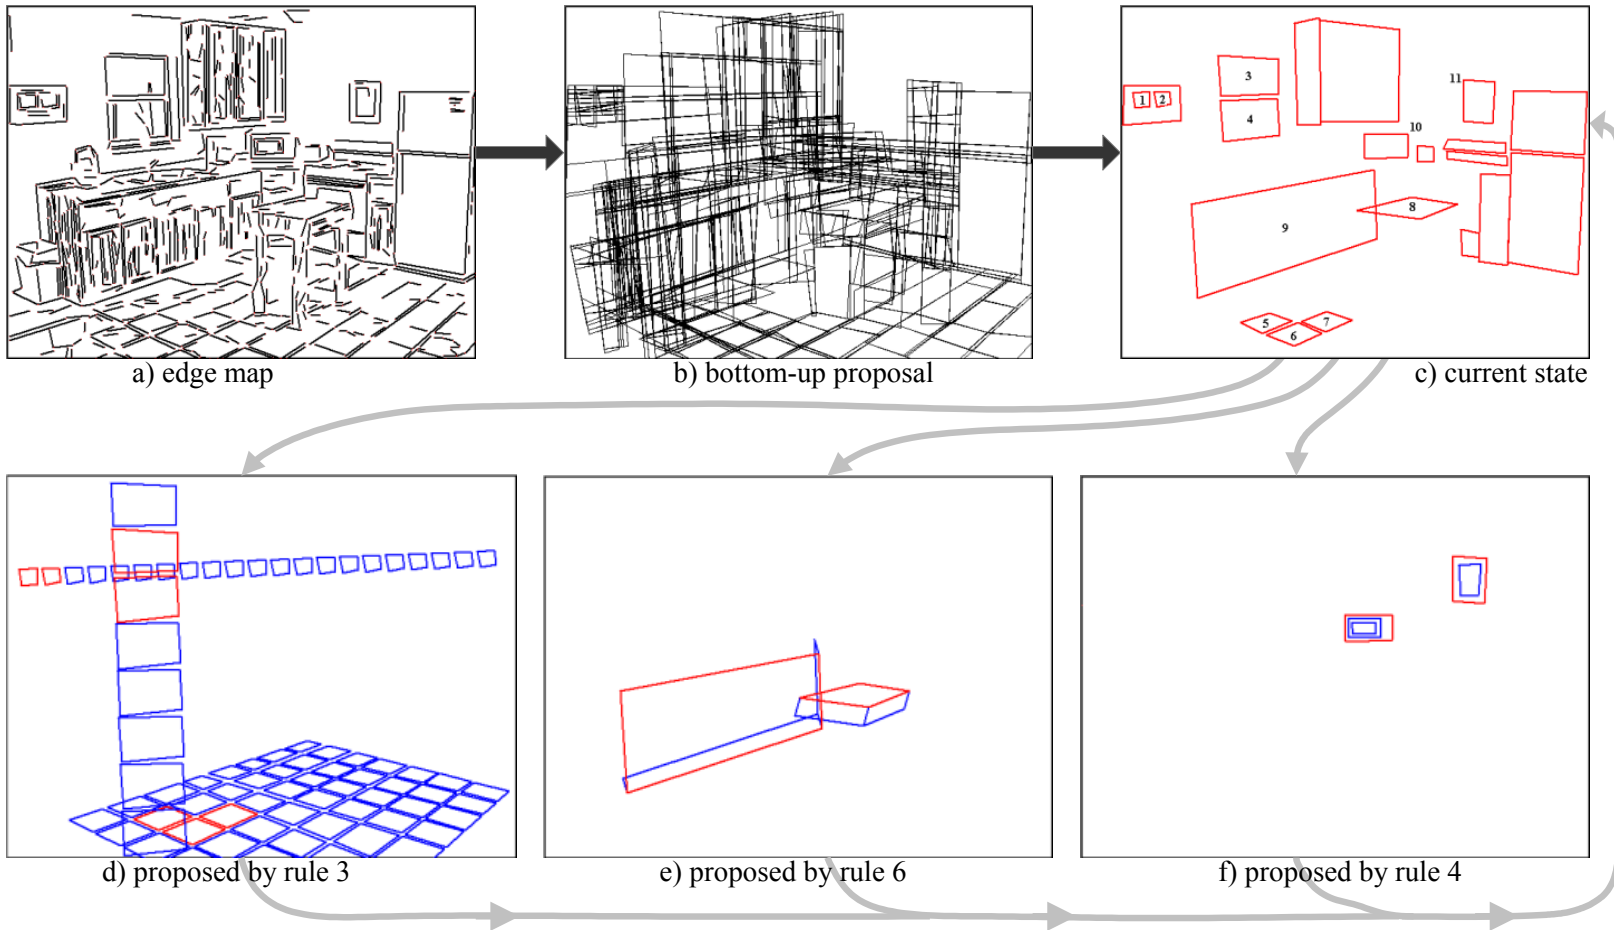 3
11
1 2
4
10
8
9
5 7
6
a) edge map
b) bottom-up proposal
c) current state
d) proposed by rule 3
e) proposed by rule 6
f) proposed by rule 4